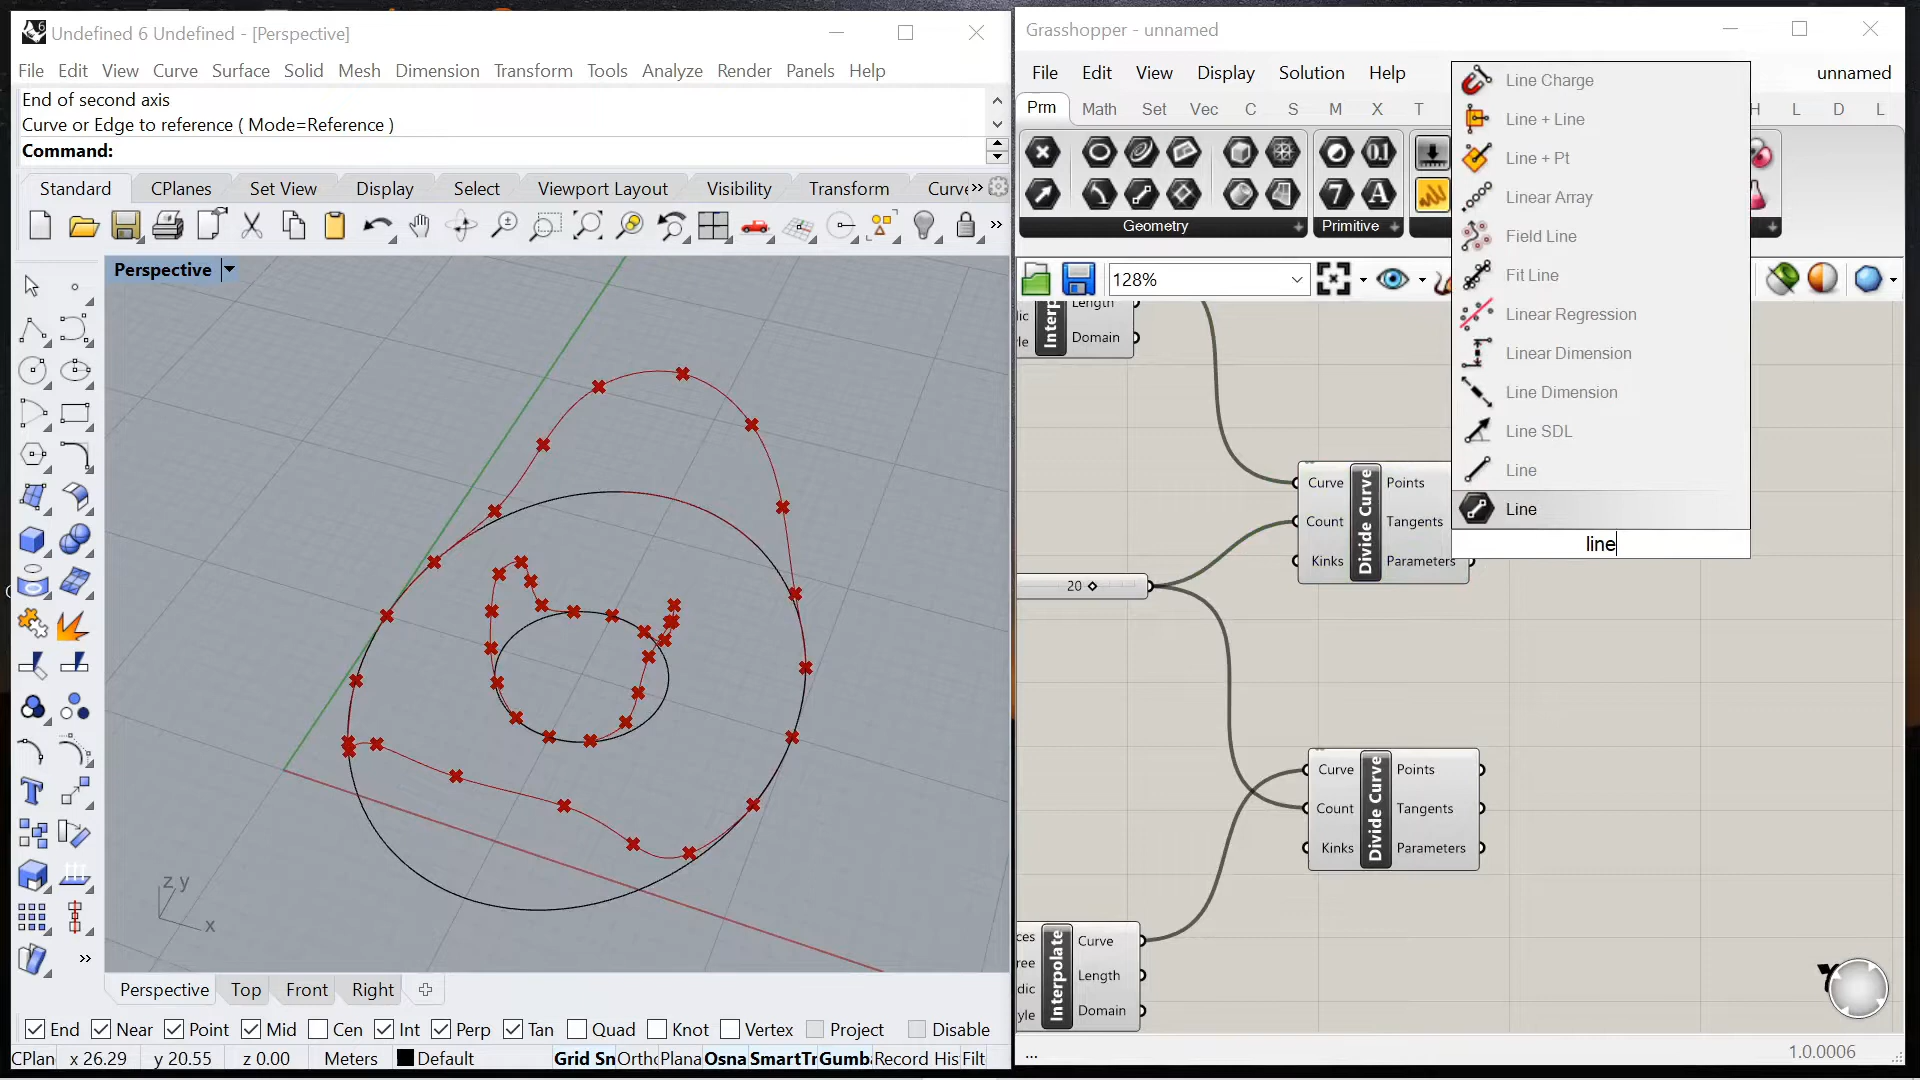 Undefined 6 Undefined - [Perspective]
File Edit View Curve Surface Solid Mesh Dimension Transform Tools Analyze Render Panels Help
End of second axis
Curve or Edge to reference ( Mode=Reference )
Command:
Standard CPlanes Set View Display Select Viewport Layout Visibility Transform Curve
Perspective
z y
x
Perspective Top Front Right
End Near Point Mid Cen Int Perp Tan Quad Knot Vertex Project Disable
CPlan x 26.29 y 20.55 z 0.00 Meters Default Grid Sn Ortho Plana Osna SmartTr Gumba Record His Filt
Grasshopper - unnamed
File Edit View Display Solution Help unnamed
Prm Math Set Vec C S M X T H L D L
Geometry Primitive
128%
Line Charge
Line + Line
Line + Pt
Linear Array
Field Line
Fit Line
Linear Regression
Linear Dimension
Line Dimension
Line SDL
Line
Line
line
Length
dic
Interp
Domain
Curve Divide Curve Points
Count Tangents
Kinks Parameters
20
Curve Divide Curve Points
Count Tangents
Kinks Parameters
ces Interpolate Curve
ree
Length
dic
Domain
...
1.0.0006